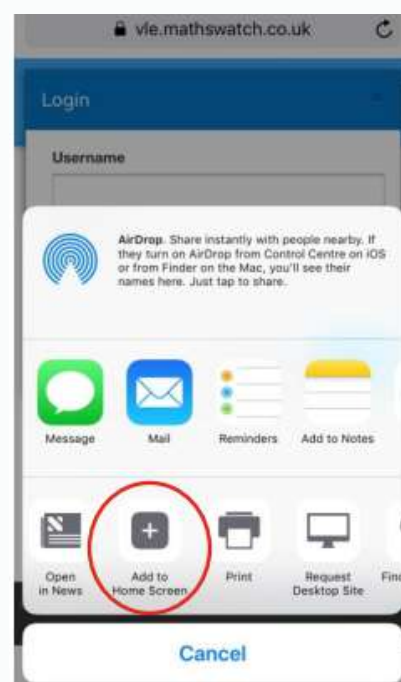 vle.mathswatch.co.uk
Login
Username
AirDrop. Share instantly with people nearby. If
they turn on AirDrop from Control Centre on iOS
or from Finder on the Mac, you'll see their
names here. Just tap to share.
Message Mail Reminders Add to Notes
Open
in News
Add to
Home Screen
Print
Request
Desktop Site
Cancel